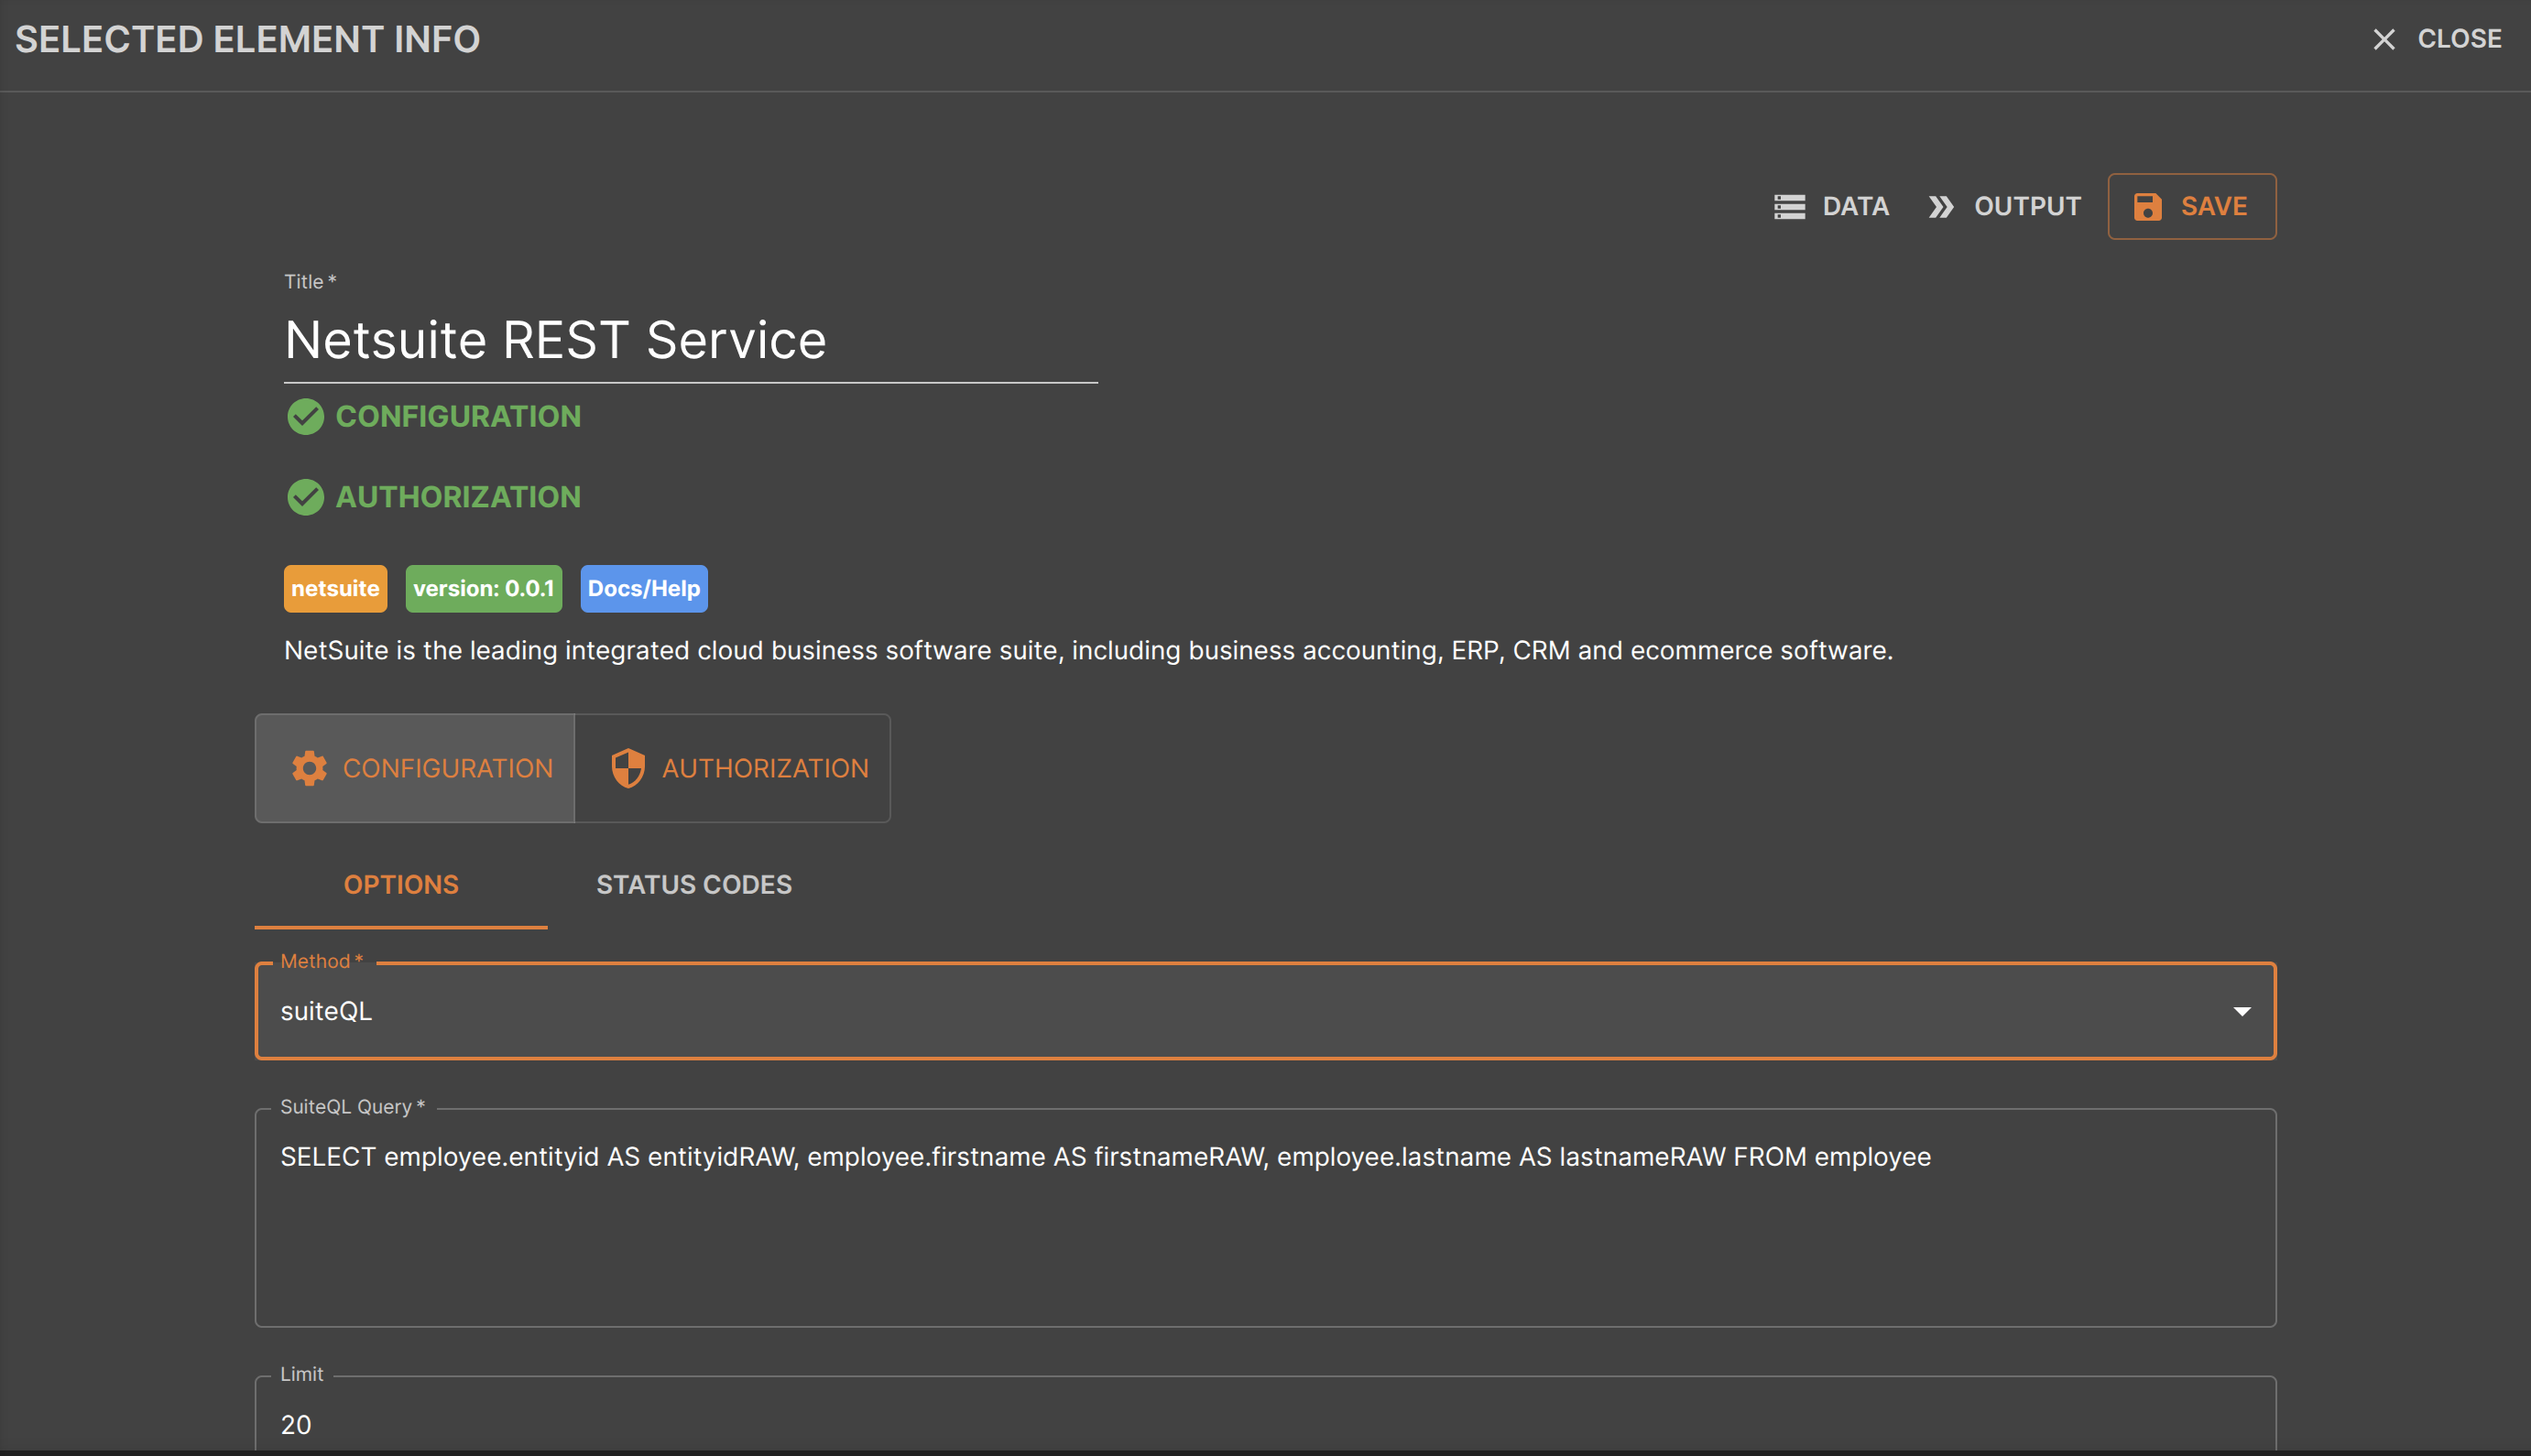 SELECTED ELEMENT INFO
CLOSE
DATA
OUTPUT
SAVE
Title *
Netsuite REST Service
CONFIGURATION
AUTHORIZATION
netsuite version: 0.0.1 Docs/Help
NetSuite is the leading integrated cloud business software suite, including business accounting, ERP, CRM and ecommerce software.
CONFIGURATION AUTHORIZATION
OPTIONS STATUS CODES
Method *
suiteQL
SuiteQL Query *
SELECT employee.entityid AS entityidRAW, employee.firstname AS firstnameRAW, employee.lastname AS lastnameRAW FROM employee
Limit
20